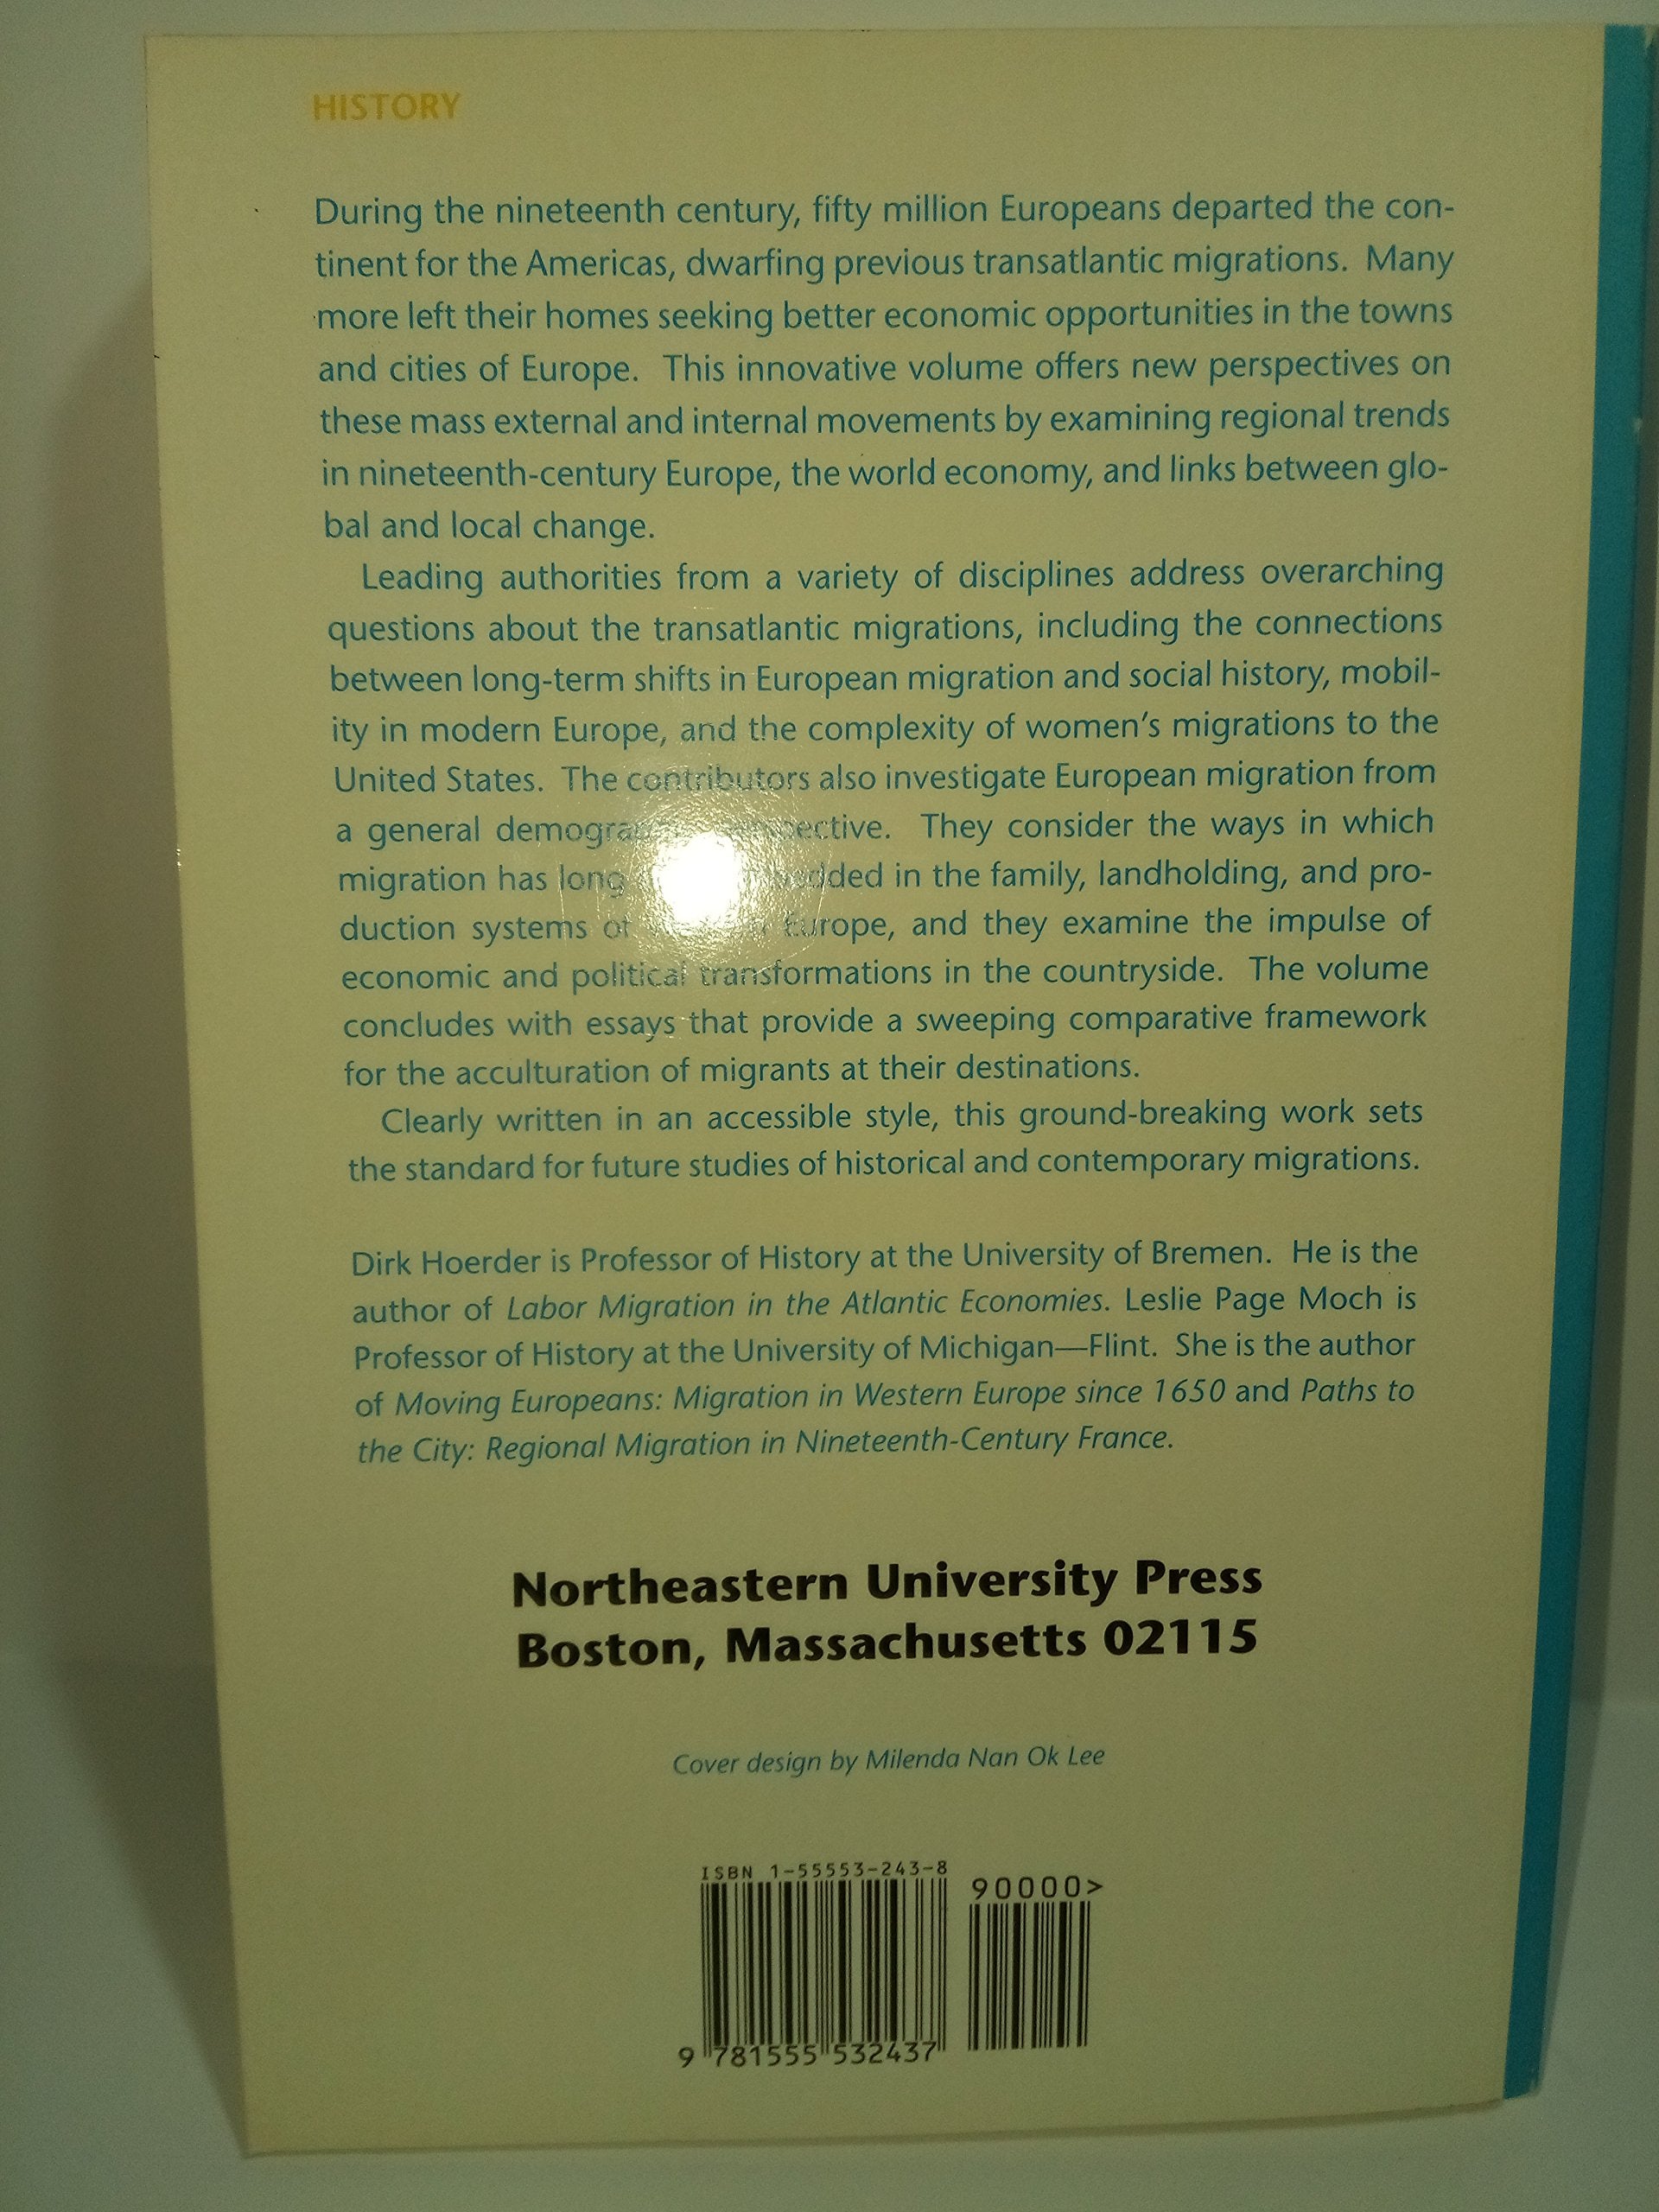 HISTORY
During the nineteenth century, fifty million Europeans departed the con-
tinent for the Americas, dwarfing previous transatlantic migrations. Many
more left their homes seeking better economic opportunities in the towns
and cities of Europe. This innovative volume offers new perspectives on
these mass external and internal movements by examining regional trends
in nineteenth-century Europe, the world economy, and links between glo-
bal and local change.
Leading authorities from a variety of disciplines address overarching
questions about the transatlantic migrations, including the connections
between long-term shifts in European migration and social history, mobil-
ity in modern Europe, and the complexity of women's migrations to the
United States. The contributors also investigate European migration from
a general demographic perspective. They consider the ways in which
migration has long embedded in the family, landholding, and pro-
duction systems of Europe, and they examine the impulse of
economic and political transformations in the countryside. The volume
concludes with essays that provide a sweeping comparative framework
for the acculturation of migrants at their destinations.
Clearly written in an accessible style, this ground-breaking work sets
the standard for future studies of historical and contemporary migrations.
Dirk Hoerder is Professor of History at the University of Bremen. He is the
author of Labor Migration in the Atlantic Economies. Leslie Page Moch is
Professor of History at the University of Michigan—Flint. She is the author
of Moving Europeans: Migration in Western Europe since 1650 and Paths to
the City: Regional Migration in Nineteenth-Century France.
Northeastern University Press
Boston, Massachusetts 02115
Cover design by Milenda Nan Ok Lee
ISBN 1-55553-243-8
90000>
9 781555 532437